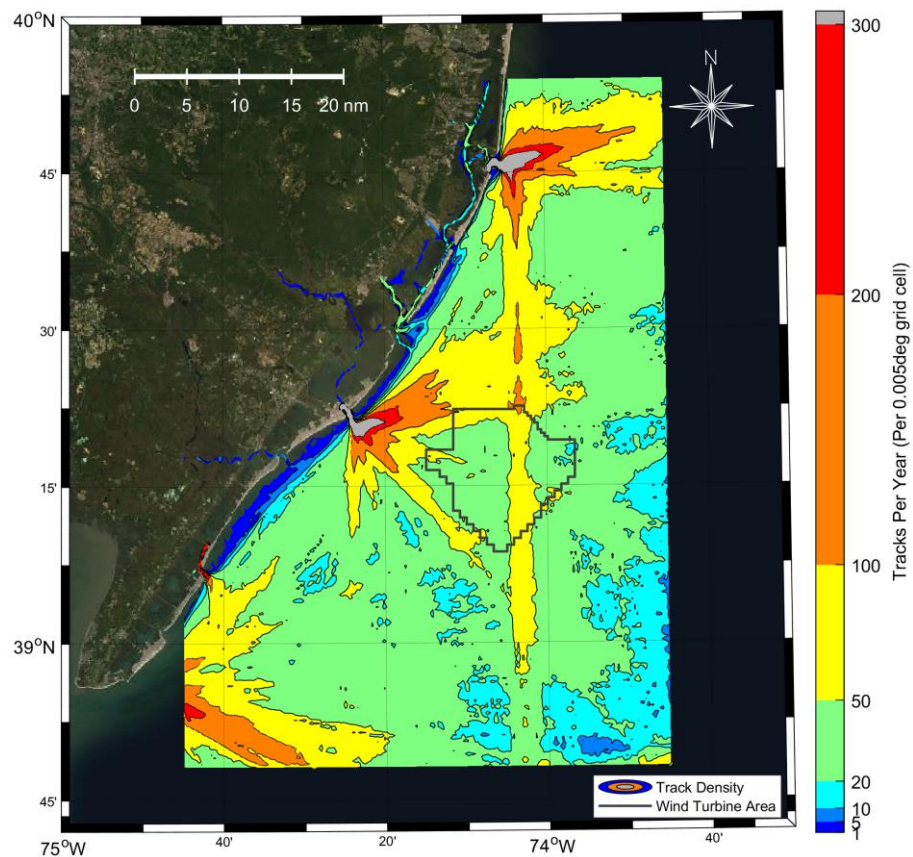 40°N
45'
30'
15'
39°N
45'
75°W
40'
20'
74°W
40'
0 5 10 15 20 nm
N
Track Density
Wind Turbine Area
300
200
100
50
20
10
5
1
Tracks Per Year (Per 0.005deg grid cell)